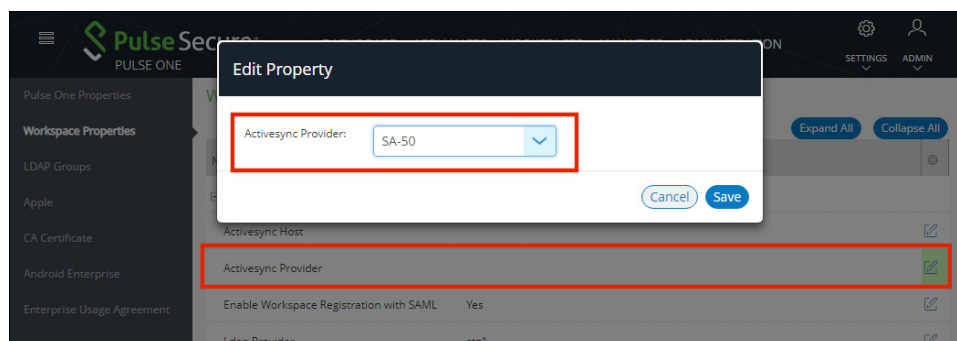 Pulse Secure
PULSE ONE
SETTINGS
ADMIN
Edit Property
Activesync Provider:
SA-50
Cancel
Save
Pulse One Properties
Workspace Properties
LDAP Groups
Apple
CA Certificate
Android Enterprise
Enterprise Usage Agreement
Expand All
Collapse All
Activesync Host
Activesync Provider
Enable Workspace Registration with SAML Yes